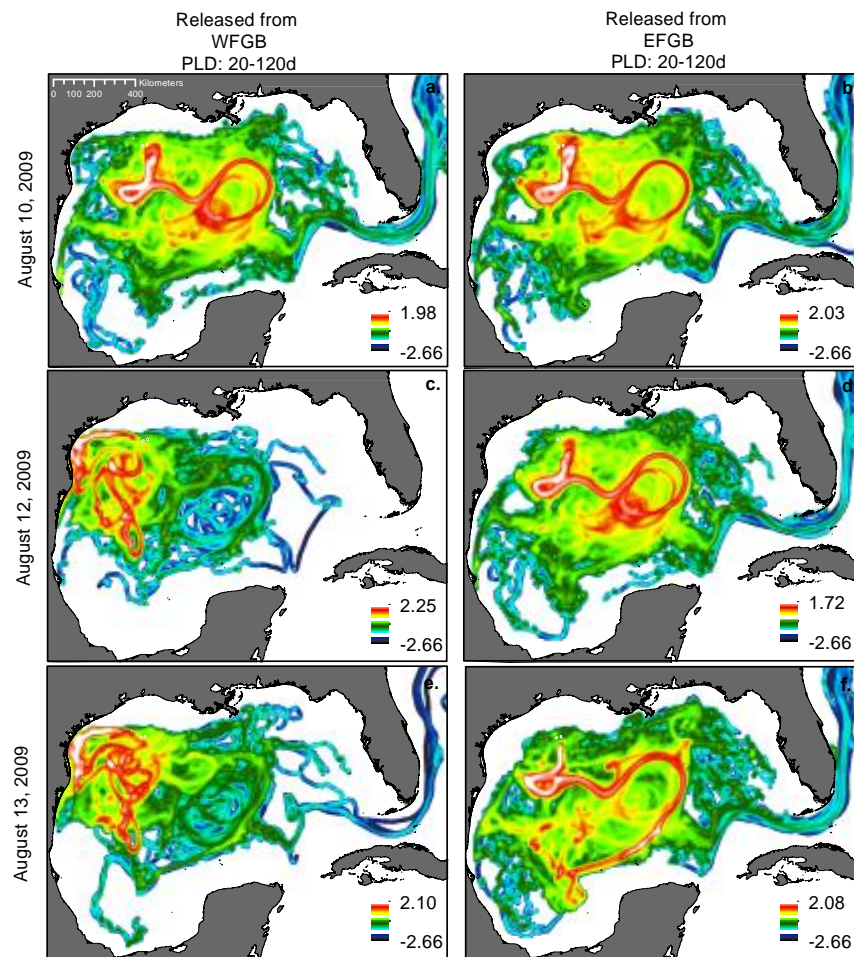 Released from
WFGB
PLD: 20-120d
Released from
EFGB
PLD: 20-120d
August 10, 2009
Kilometers
0 100 200 400
a.
1.98
-2.66
b
2.03
-2.66
August 12, 2009
c.
2.25
-2.66
d
1.72
-2.66
August 13, 2009
e.
2.10
-2.66
f.
2.08
-2.66